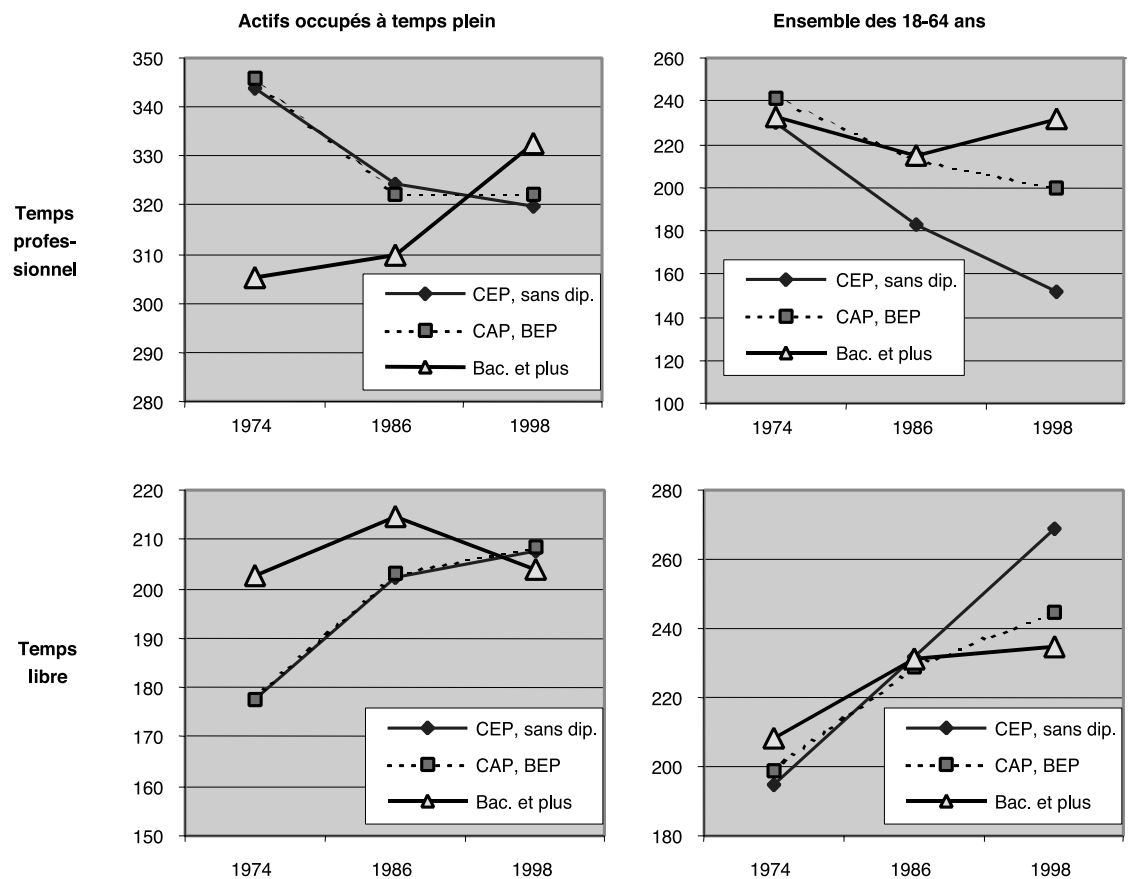 Actifs occupés à temps plein
Ensemble des 18-64 ans
Temps
profes-
sionnel
350
340
330
320
310
300
290
280
1974
1986
1998
CEP, sans dip.
CAP, BEP
Bac. et plus
260
240
220
200
180
160
140
120
100
1974
1986
1998
CEP, sans dip.
CAP, BEP
Bac. et plus
Temps
libre
220
210
200
190
180
170
160
150
1974
1986
1998
CEP, sans dip.
CAP, BEP
Bac. et plus
280
260
240
220
200
180
1974
1986
1998
CEP, sans dip.
CAP, BEP
Bac. et plus